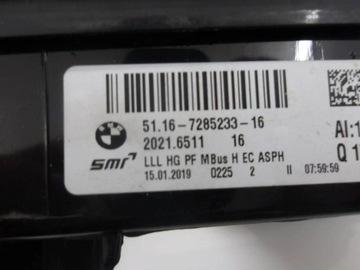 51.16-7285233-16
2021.6511 16
SMR LLL HG PF MBus H EC ASPH
15.01.2019 0225 2 II 07:59:59
AI:1
Q 1